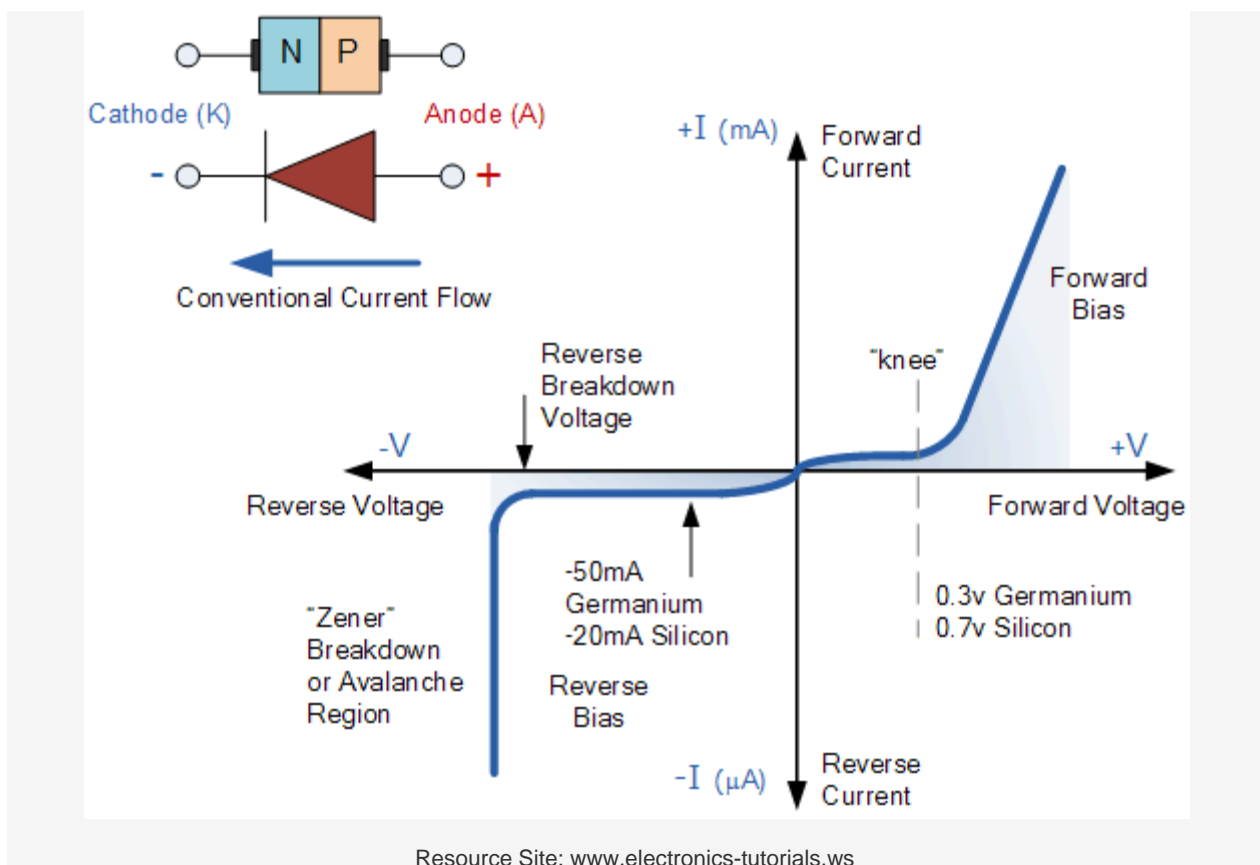 N P
Cathode (K) Anode (A)
- +
Conventional Current Flow
+I (mA)
Forward
Current
Forward
Bias
"knee"
Reverse
Breakdown
Voltage
-V
+V
Reverse Voltage
Forward Voltage
-50mA
Germanium
-20mA Silicon
0.3v Germanium
0.7v Silicon
"Zener"
Breakdown
or Avalanche
Region
Reverse
Bias
-I (μA)
Reverse
Current
Resource Site: www.electronics-tutorials.ws